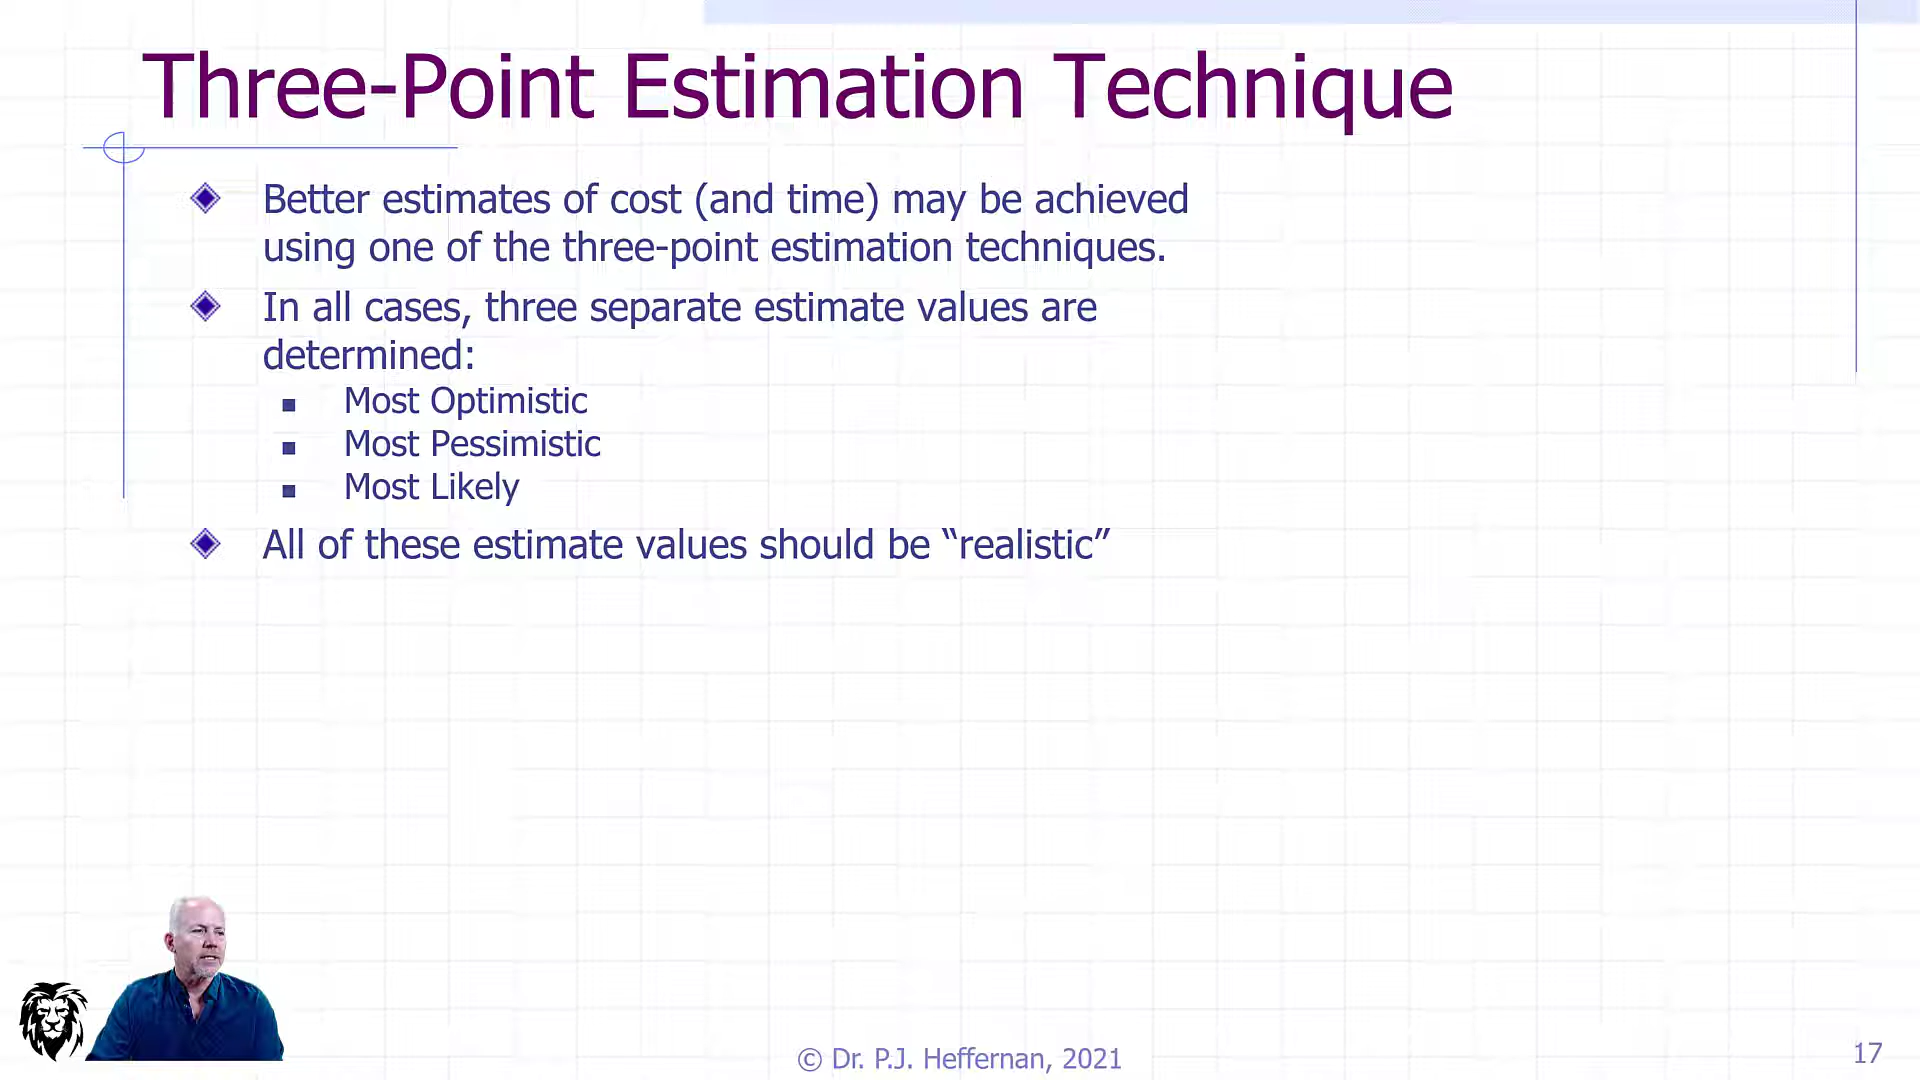 Three-Point Estimation Technique
Better estimates of cost (and time) may be achieved
using one of the three-point estimation techniques.
In all cases, three separate estimate values are
determined:
Most Optimistic
Most Pessimistic
Most Likely
All of these estimate values should be “realistic”
© Dr. P.J. Heffernan, 2021
17